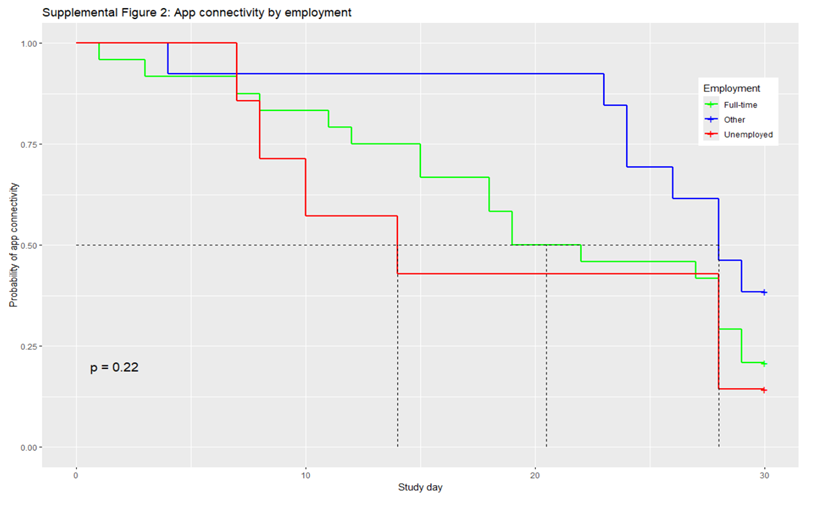 Supplemental Figure 2: App connectivity by employment
1.00
0.75
0.50
0.25
0.00
Probability of app connectivity
Employment
Full-time
Other
Unemployed
p = 0.22
0
10
20
30
Study day